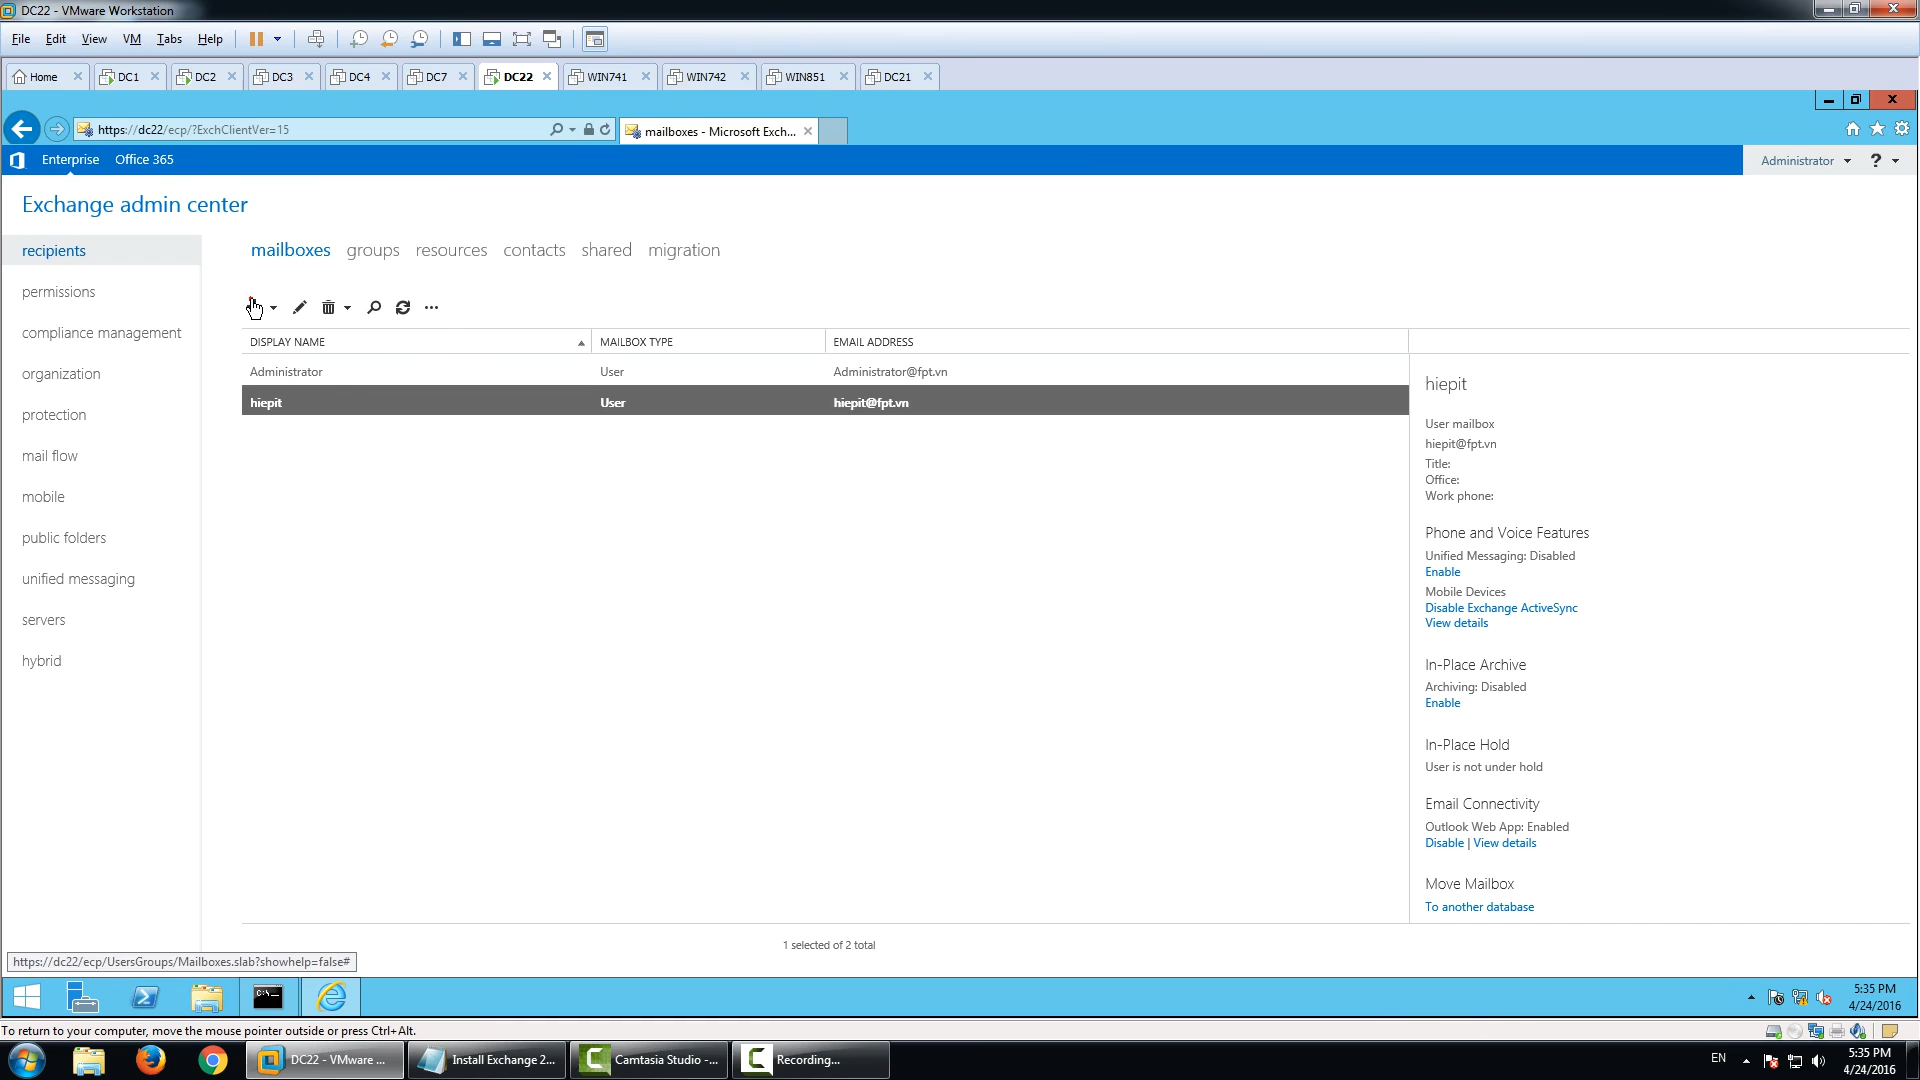 DC22 - VMware Workstation
File Edit View VM Tabs Help
Home DC1 DC2 DC3 DC4 DC7 DC22 WIN741 WIN742 WIN851 DC21
https://dc22/ecp/?ExchClientVer=15
mailboxes - Microsoft Exch...
Enterprise Office 365
Administrator ?
Exchange admin center
recipients
permissions
compliance management
organization
protection
mail flow
mobile
public folders
unified messaging
servers
hybrid
mailboxes groups resources contacts shared migration
DISPLAY NAME MAILBOX TYPE EMAIL ADDRESS
Administrator User Administrator@fpt.vn
hiepit User hiepit@fpt.vn
hiepit
User mailbox
hiepit@fpt.vn
Title:
Office:
Work phone:
Phone and Voice Features
Unified Messaging: Disabled
Enable
Mobile Devices
Disable Exchange ActiveSync
View details
In-Place Archive
Archiving: Disabled
Enable
In-Place Hold
User is not under hold
Email Connectivity
Outlook Web App: Enabled
Disable | View details
Move Mailbox
To another database
1 selected of 2 total
https://dc22/ecp/UsersGroups/Mailboxes.slab?showhelp=false#
5:35 PM
4/24/2016
To return to your computer, move the mouse pointer outside or press Ctrl+Alt.
DC22 - VMware ... Install Exchange 2... Camtasia Studio -... Recording...
EN
5:35 PM
4/24/2016